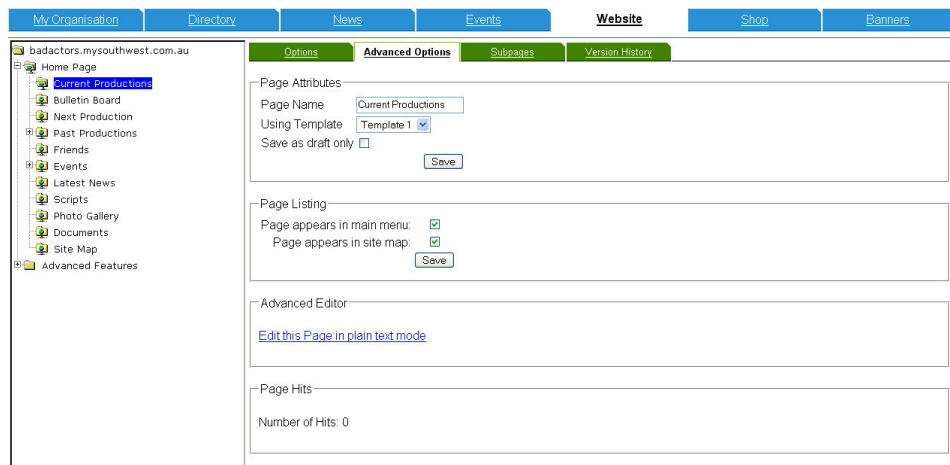 My Organisation Directory News Events Website Shop Banners
badactors.mysouthwest.com.au
Home Page
Current Productions
Bulletin Board
Next Production
Past Productions
Friends
Events
Latest News
Scripts
Photo Gallery
Documents
Site Map
Advanced Features
Options Advanced Options Subpages Version History
Page Attributes
Page Name Current Productions
Using Template Template 1
Save as draft only
Save
Page Listing
Page appears in main menu:
Page appears in site map:
Save
Advanced Editor
Edit this Page in plain text mode
Page Hits
Number of Hits: 0